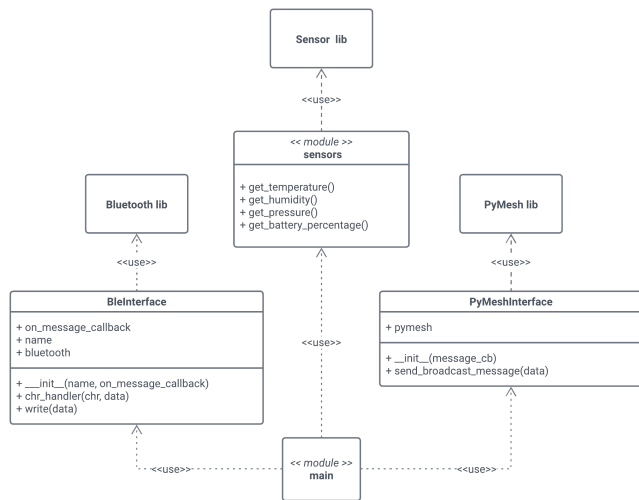 Sensor lib
<<use>>
<< module >>
sensors
+ get_temperature()
+ get_humidity()
+ get_pressure()
+ get_battery_percentage()
Bluetooth lib
PyMesh lib
<<use>>
<<use>>
BleInterface
+ on_message_callback
+ name
+ bluetooth
+ ___init__(name, on_message_callback)
+ chr_handler(chr, data)
+ write(data)
<<use>>
PyMeshInterface
+ pymesh
+ __init__(message_cb)
+ send_broadcast_message(data)
<<use>>
<< module >>
main
<<use>>